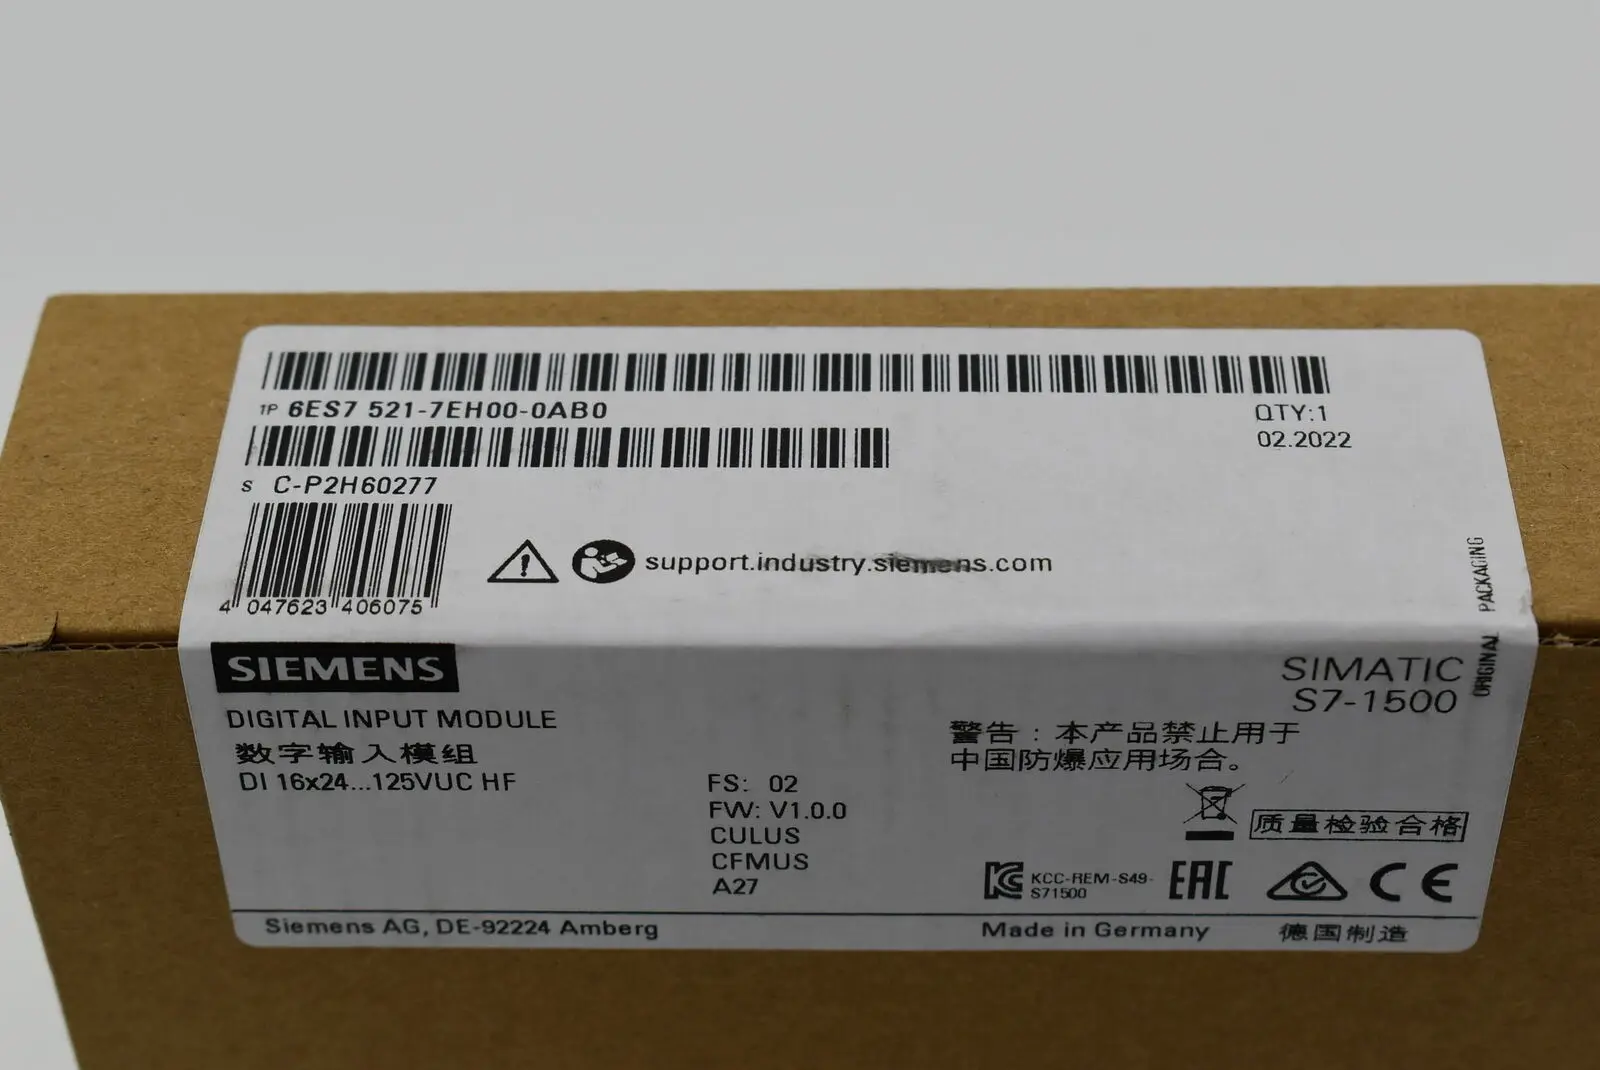 1P 6ES7 521-7EH00-0AB0
QTY:1
02.2022
S C-P2H60277
4 047623 406075
support.industry.siemens.com
ORIGINAL PACKAGING
SIEMENS
SIMATIC
S7-1500
DIGITAL INPUT MODULE
数字输入模组
DI 16x24...125VUC HF
警告：本产品禁止用于
中国防爆应用场合。
FS: 02
FW: V1.0.0
CULUS
CFMUS
A27
质量检验合格
KCC-REM-S49-
S71500
EAC
CE
Siemens AG, DE-92224 Amberg
Made in Germany
德国制造